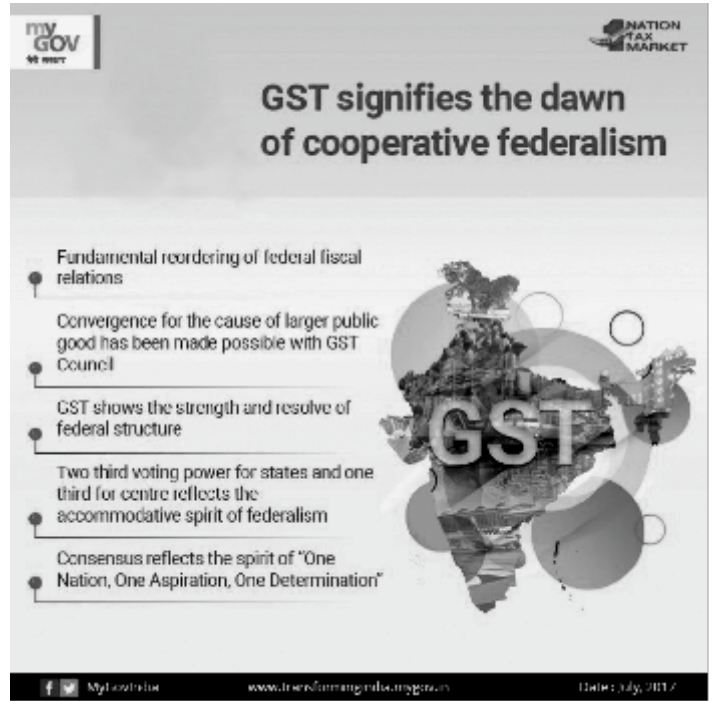 my
GOV
मेरी सरकार
NATION
TAX
MARKET
GST signifies the dawn
of cooperative federalism
Fundamental reordering of federal fiscal
relations
Convergence for the cause of larger public
good has been made possible with GST
Council
GST shows the strength and resolve of
federal structure
Two third voting power for states and one
third for centre reflects the
accommodative spirit of federalism
Consensus reflects the spirit of “One
Nation, One Aspiration, One Determination”
GST
MyGovIndia
www.transformingindia.mygov.in
Date : July, 2017